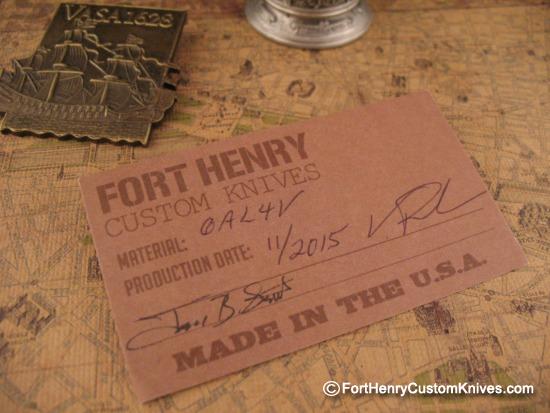 VASA 1628
FORT HENRY
CUSTOM KNIVES
MATERIAL: 6AL4V
PRODUCTION DATE: 11/2015
MADE IN THE U.S.A.
© FortHenryCustomKnives.com